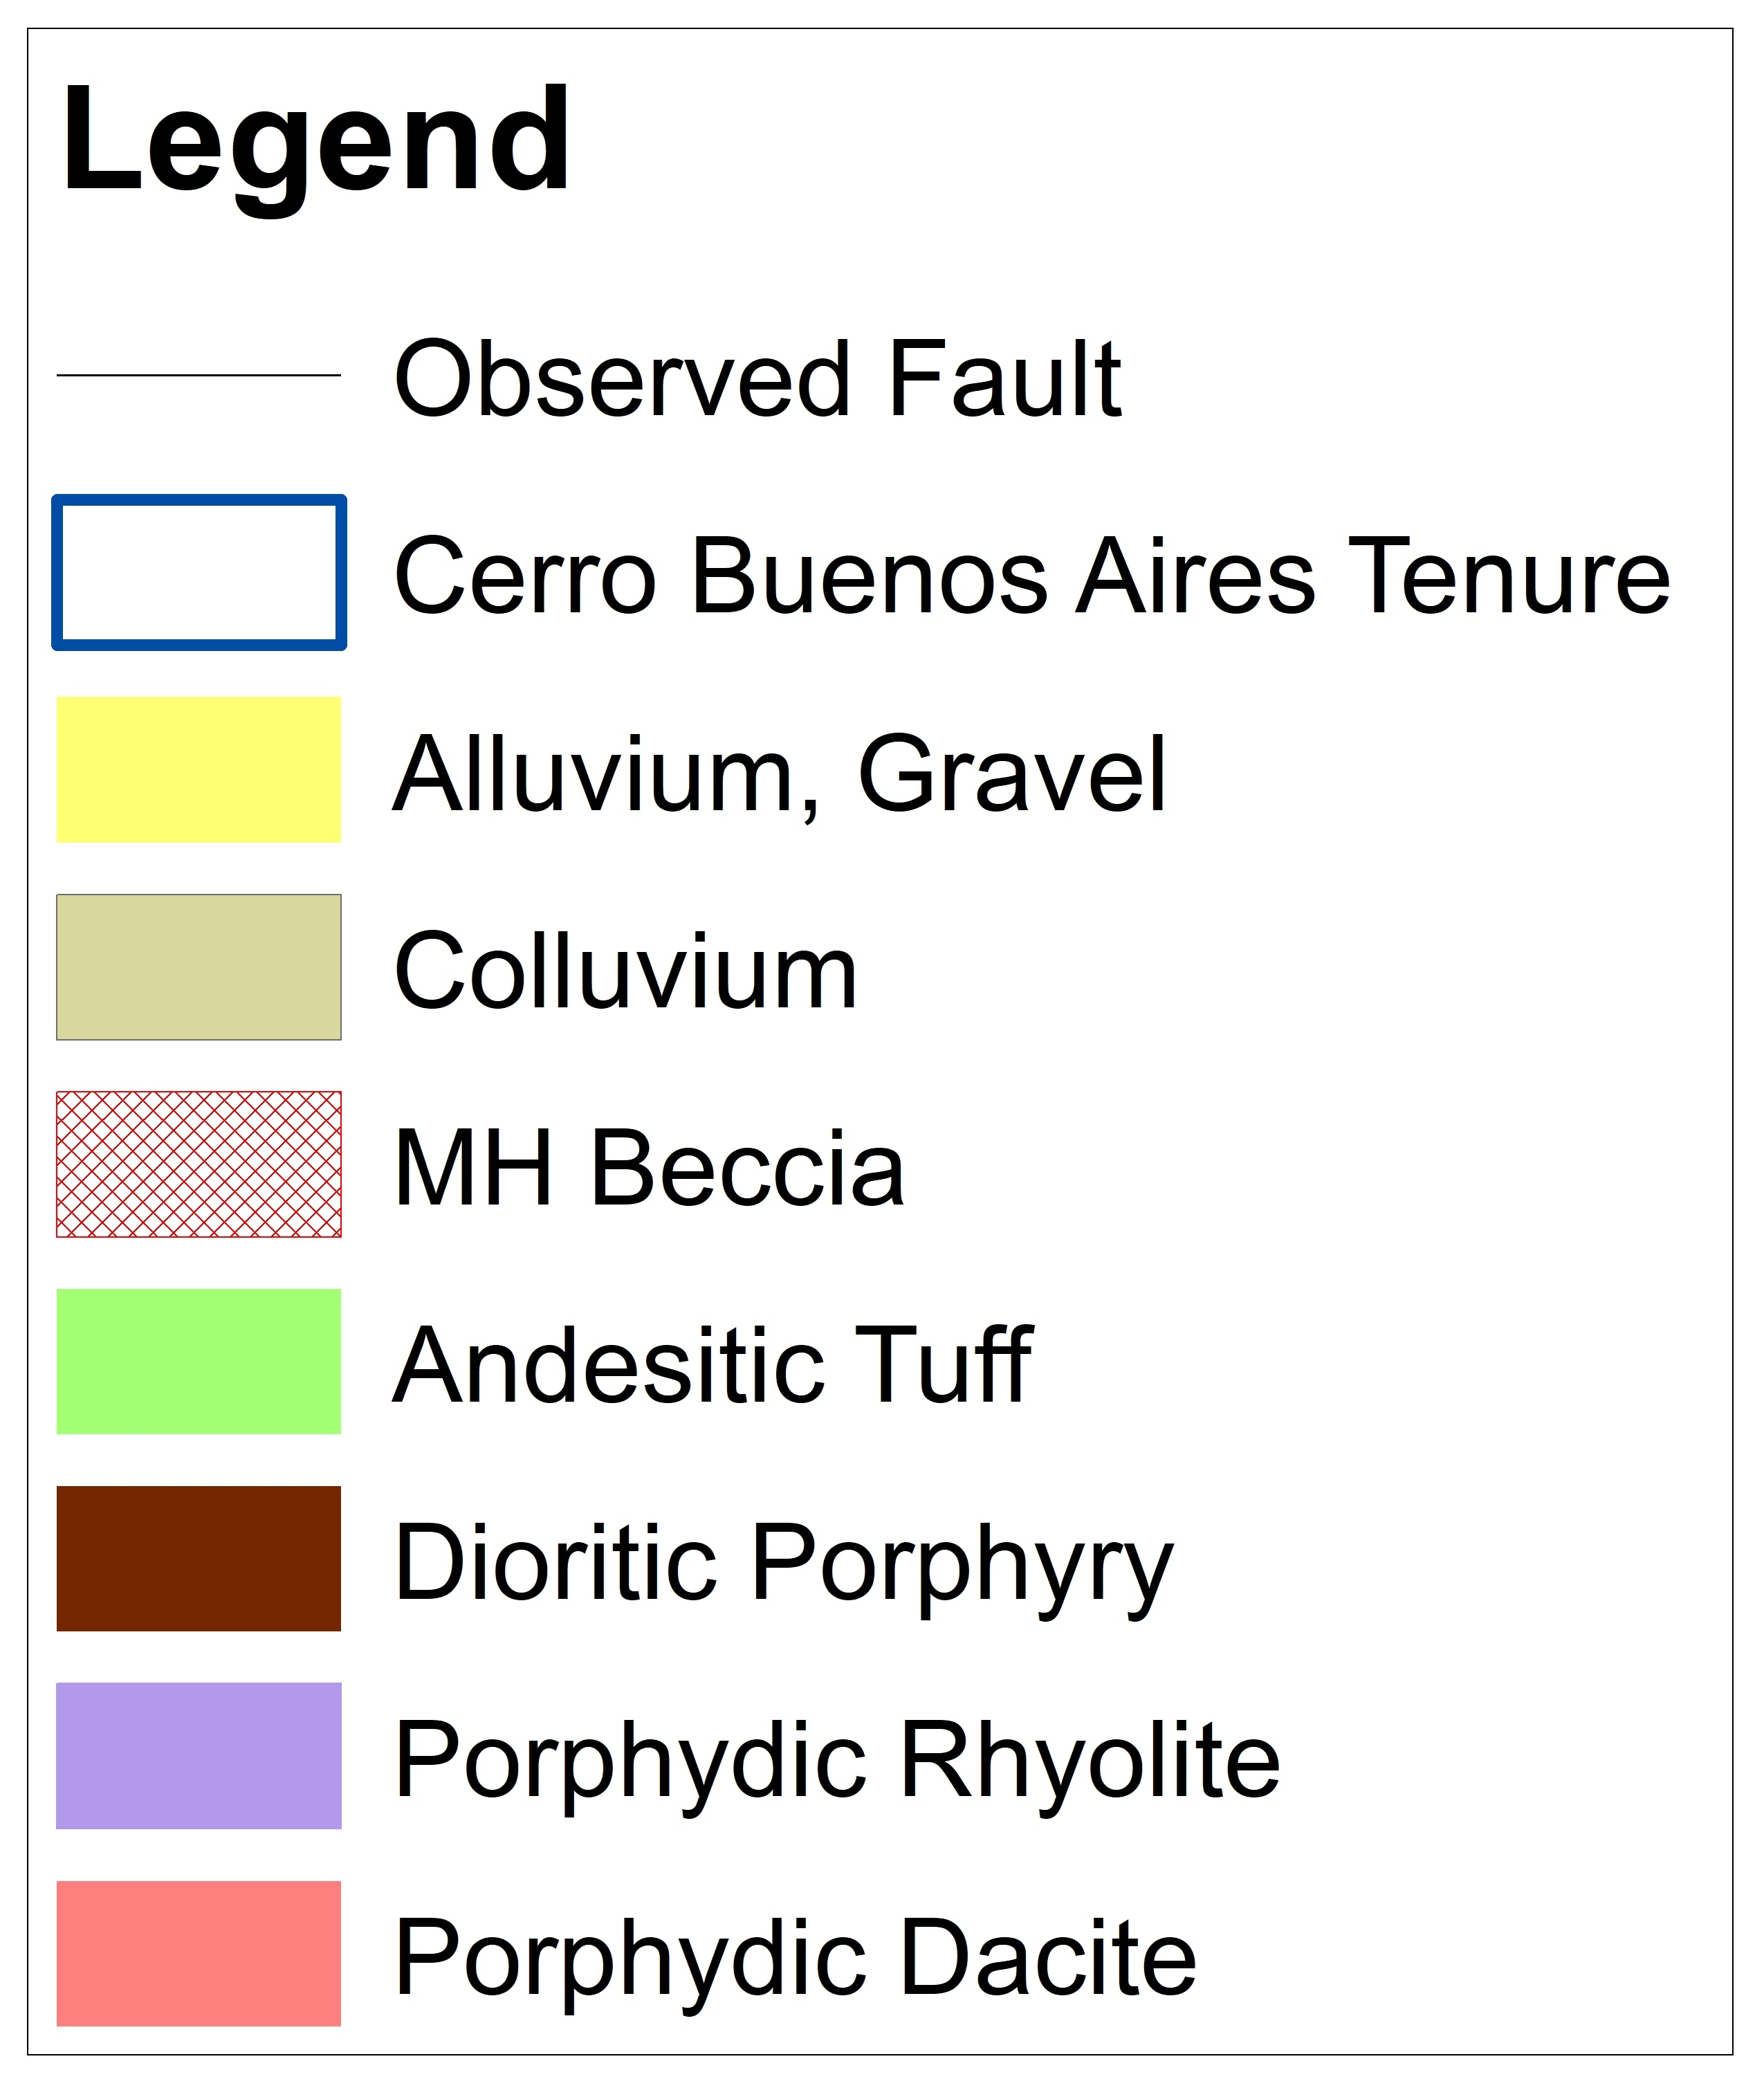 Legend
Observed Fault
Cerro Buenos Aires Tenure
Alluvium, Gravel
Colluvium
MH Beccia
Andesitic Tuff
Dioritic Porphyry
Porphydic Rhyolite
Porphydic Dacite